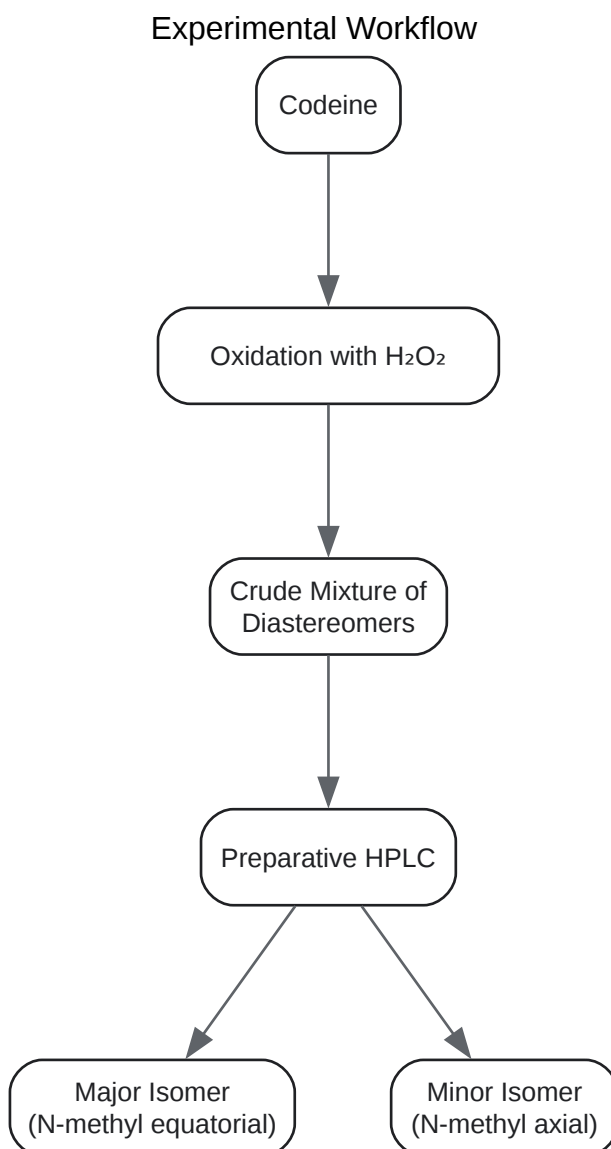 Experimental Workflow
Codeine
Oxidation with H₂O₂
Crude Mixture of
Diastereomers
Preparative HPLC
Major Isomer
(N-methyl equatorial)
Minor Isomer
(N-methyl axial)